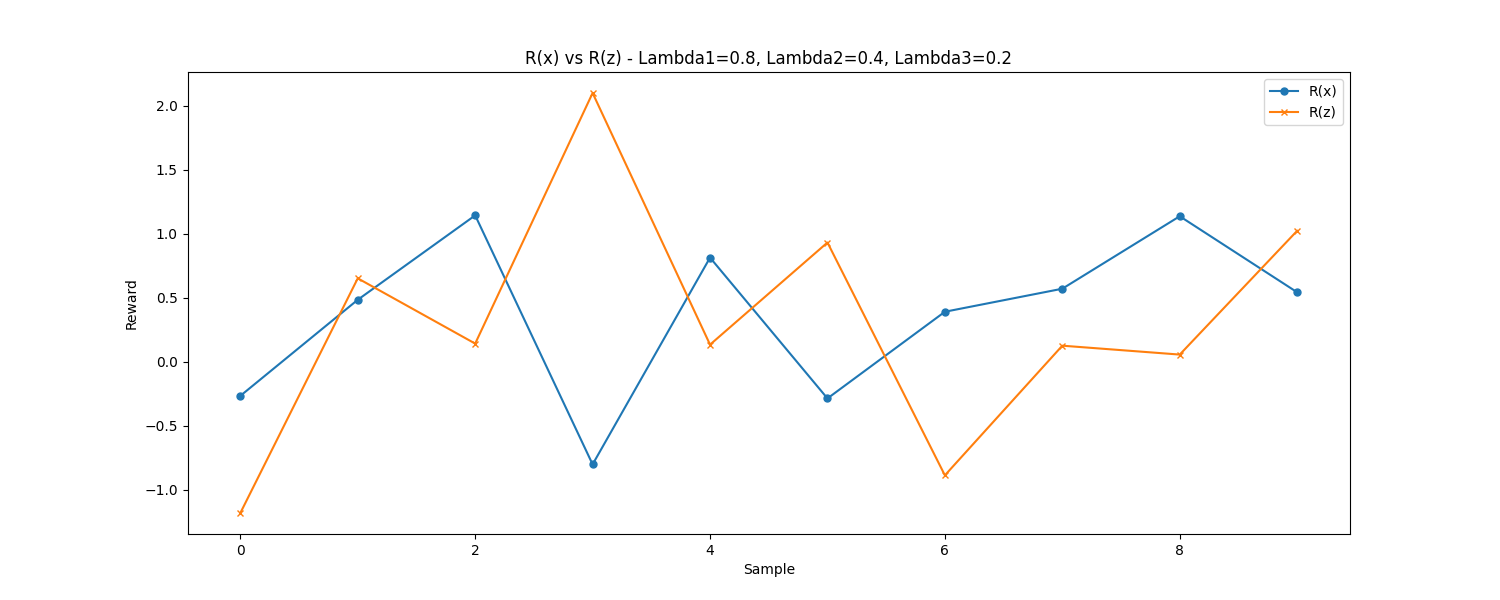 R(x) vs R(z) - Lambda1=0.8, Lambda2=0.4, Lambda3=0.2
R(x)
R(z)
2.0
1.5
1.0
0.5
0.0
−0.5
−1.0
Reward
0 2 4 6 8
Sample